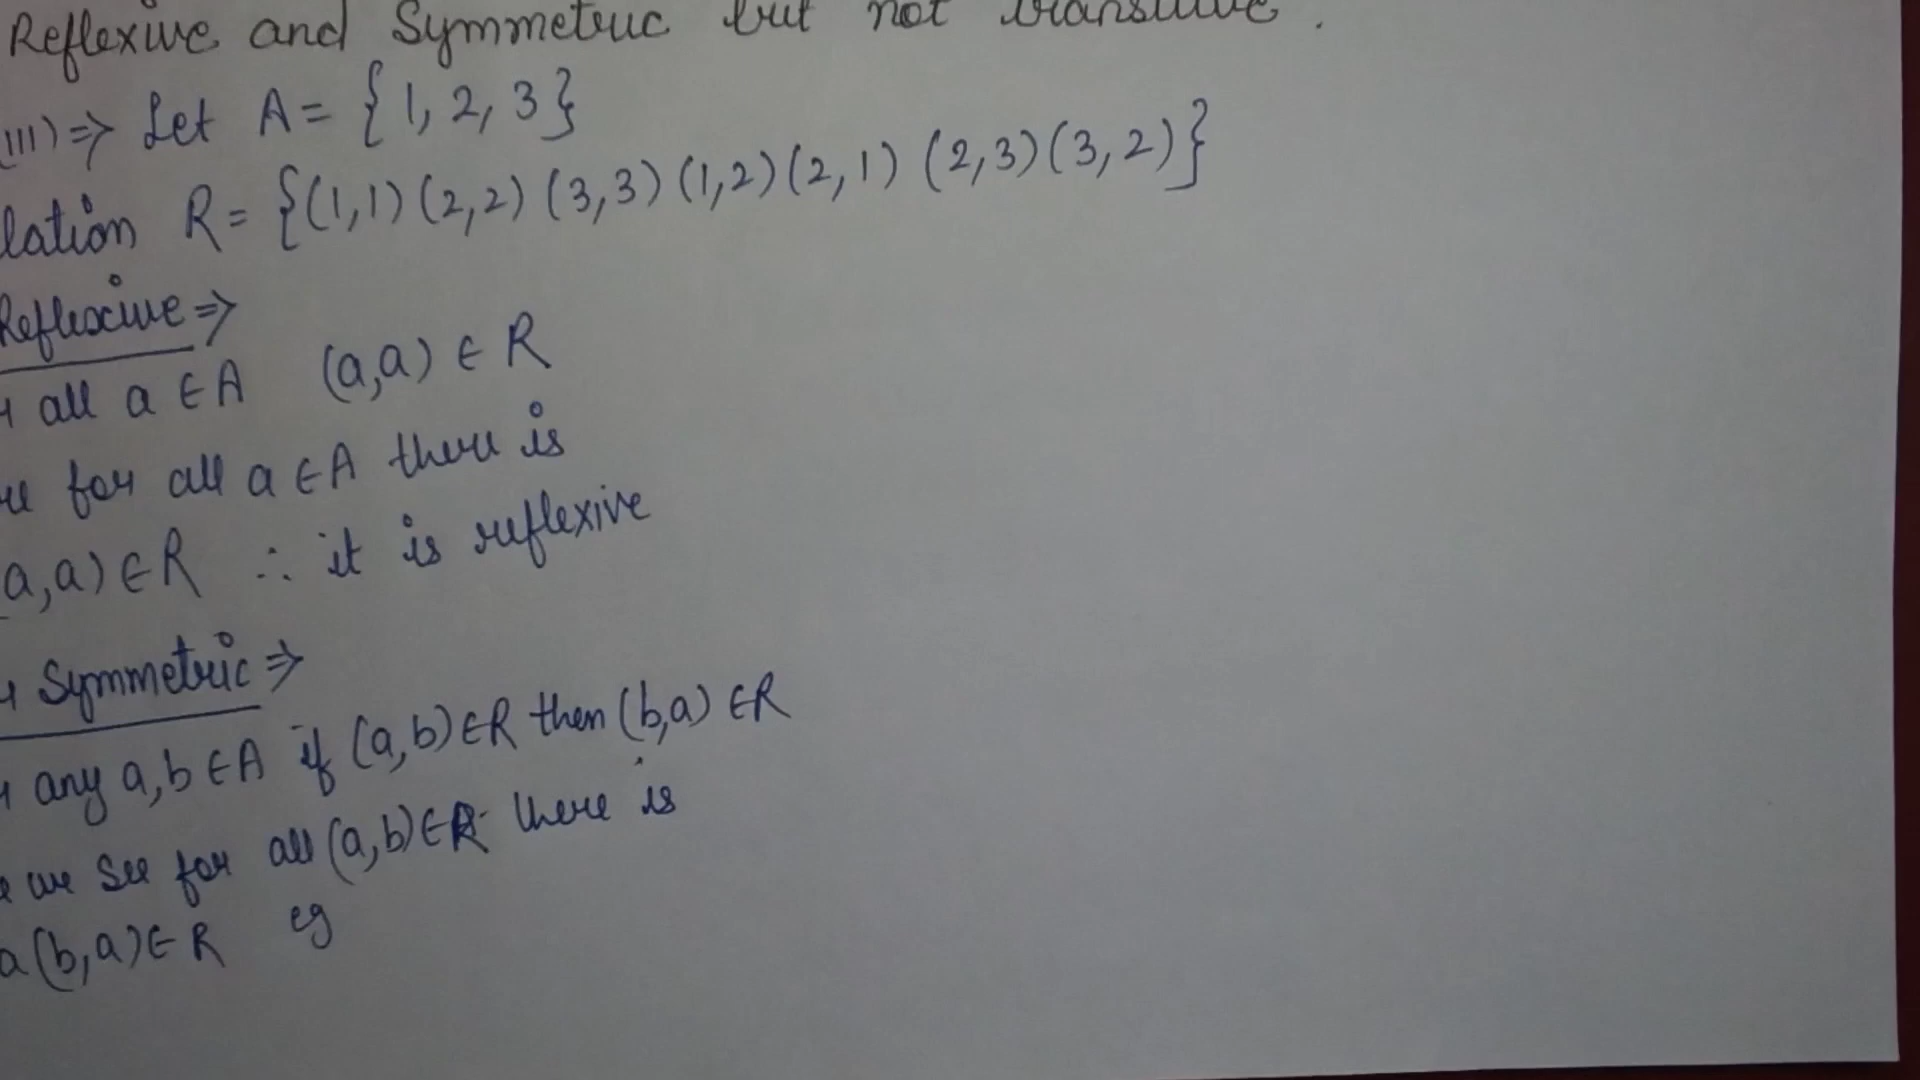 Reflexive and Symmetric but not transitive.
(III) ⇒ Let A = {1, 2, 3}
lation R = {(1,1) (2,2) (3,3) (1,2) (2,1) (2,3) (3,2)}
Reflexive ⇒
all a ∈ A (a,a) ∈ R
for all a ∈ A there is
a,a) ∈ R ∴ it is reflexive
Symmetric ⇒
any a,b ∈ A if (a,b) ∈ R then (b,a) ∈ R
we see for all (a,b) ∈ R there is
a (b,a) ∈ R eg